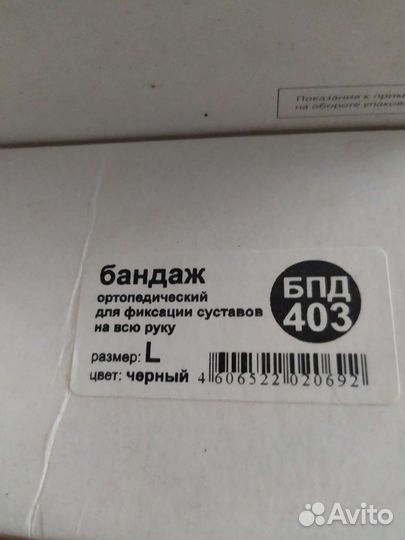 Показания к прим
на обороте упаков
бандаж
ортопедический
для фиксации суставов
на всю руку
размер: L
цвет: черный
БПД
403
4 606522 020692
Avito